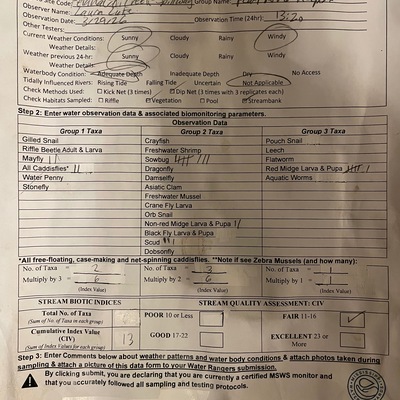 Site Code: Group Name:
Observer Name: Laura
Observation Date: 3/29/26 Observation Time (24hr): 13:20
Other Testers:
Current Weather Conditions: Sunny Cloudy Rainy Windy
Weather Details:
Weather previous 24-hr: Sunny Cloudy Rainy Windy
Weather Details:
Waterbody Condition: Adequate Depth Inadequate Depth Dry No Access
Tidally Influenced Rivers: Rising Tide Falling Tide Uncertain Not Applicable
Check Methods Used: Kick Net (3 times) Dip Net (3 times with 3 replicates each)
Check Habitats Sampled: Riffle Vegetation Pool Streambank
Step 2: Enter water observation data & associated biomonitoring parameters.
Observation Data
Group 1 Taxa Group 2 Taxa Group 3 Taxa
Gilled Snail Crayfish Pouch Snail
Riffle Beetle Adult & Larva Freshwater Shrimp Leech
Mayfly Sowbug Flatworm
All Caddisflies* Dragonfly Red Midge Larva & Pupa
Water Penny Damselfly Aquatic Worms
Stonefly Asiatic Clam
Freshwater Mussel
Crane Fly Larva
Orb Snail
Non-red Midge Larva & Pupa
Black Fly Larva & Pupa
Scud
Dobsonfly
*All free-floating, case-making and net-spinning caddisflies. **Note if see Zebra Mussels (and how many):
No. of Taxa = 2 No. of Taxa = 3 No. of Taxa = 1
Multiply by 3 = 6 Multiply by 2 = 6 Multiply by 1 = 1
(Index Value) (Index Value) (Index Value)
STREAM BIOTIC INDICES STREAM QUALITY ASSESSMENT: CIV
Total No. of Taxa POOR 10 or Less FAIR 11-16 ✓
(Sum of No. of Taxa in each group)
Cumulative Index Value 13 GOOD 17-22 EXCELLENT 23 or
(CIV) more
(Sum of Index Values for each group)
Step 3: Enter Comments below about weather patterns and water body conditions & attach photos taken during
sampling & attach a picture of this data form to your Water Rangers submission.
By clicking submit, you are declaring that you are currently a certified MSWS monitor and
that you accurately followed all sampling and testing protocols.